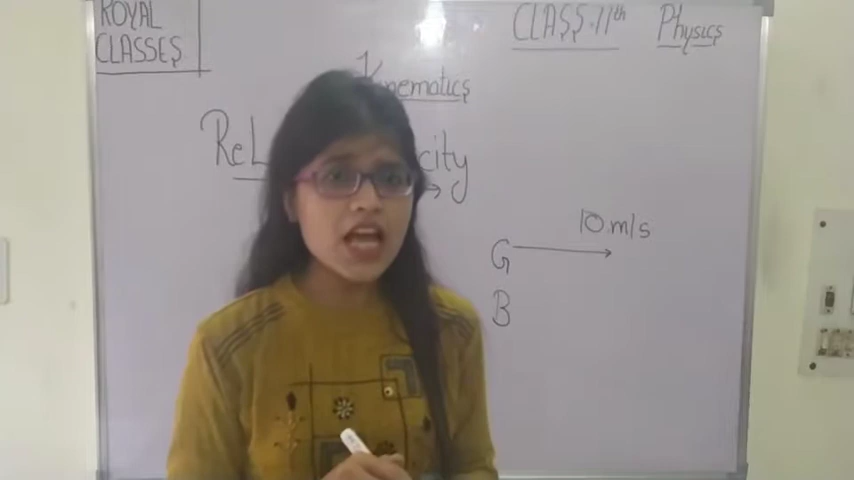 ROYAL
CLASSES
CLASS-11th Physics
Kinematics
ReL city
10 m/s
G
B